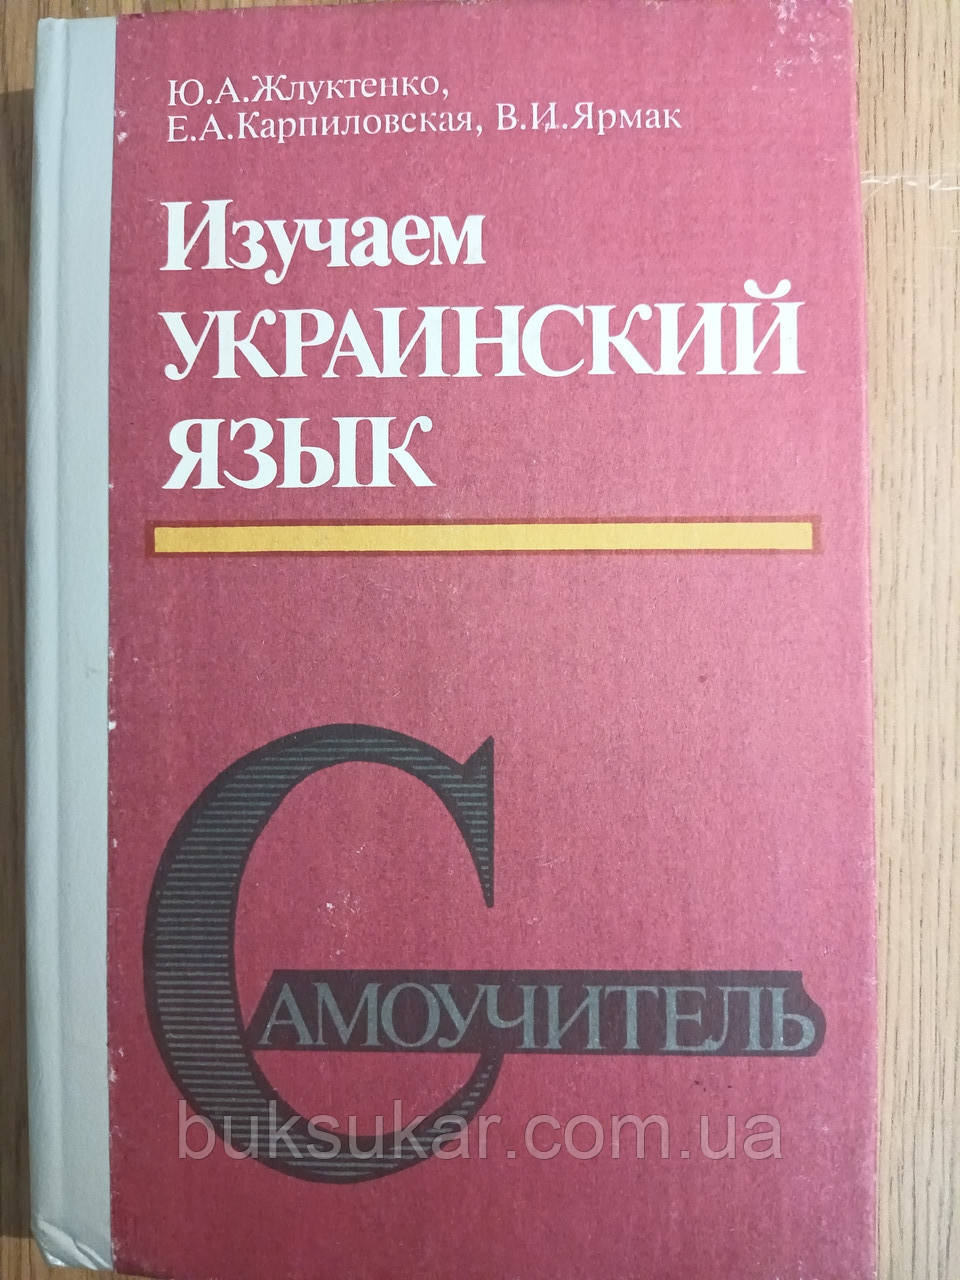 Ю.А.Жлуктенко,
Е.А.Карпиловская, В.И.Ярмак
Изучаем
УКРАИНСКИЙ
ЯЗЫК
САМОУЧИТЕЛЬ
buksukar.com.ua